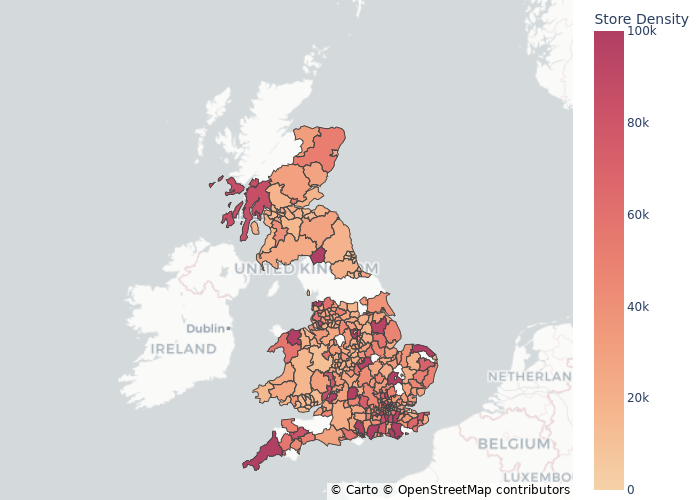 Store Density
100k
80k
60k
40k
20k
0
UNITED KINGDOM
Dublin
IRELAND
NETHERLAN
BELGIUM
LUXEMBO
© Carto © OpenStreetMap contributors